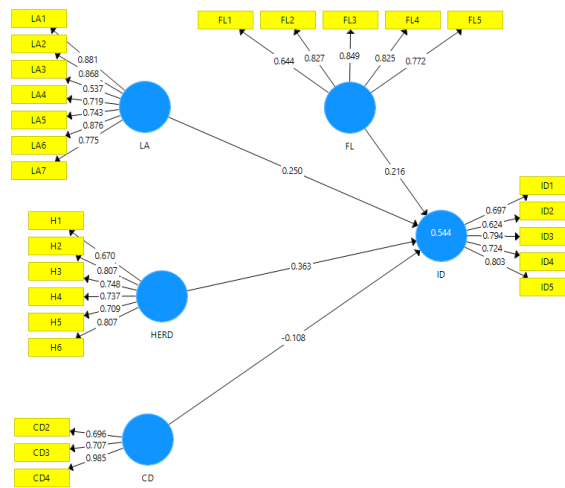 LA1
LA2
LA3
LA4
LA5
LA6
LA7
0.881
0.868
0.537
0.719
0.743
0.876
0.775
LA
FL1
FL2
FL3
FL4
FL5
0.644
0.827
0.849
0.825
0.772
FL
0.250
0.216
H1
H2
H3
H4
H5
H6
0.670
0.807
0.748
0.737
0.709
0.807
HERD
0.363
0.544
ID
0.697
0.624
0.794
0.724
0.803
ID1
ID2
ID3
ID4
ID5
-0.108
CD2
CD3
CD4
0.696
0.707
0.985
CD